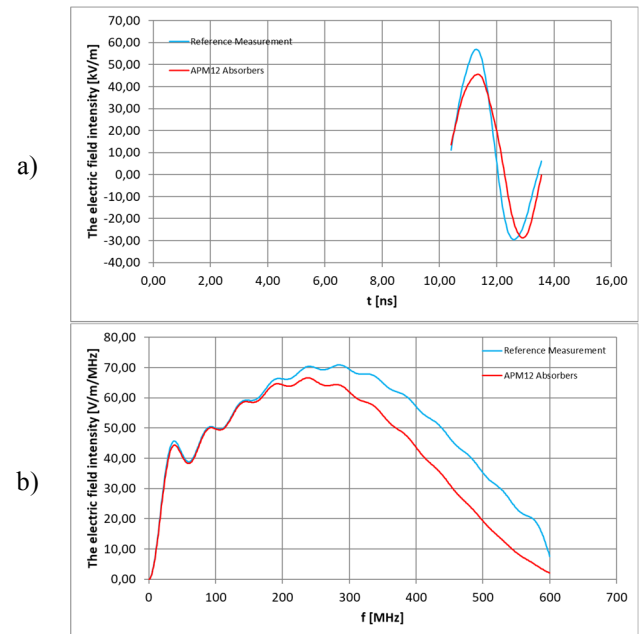 a)
The electric field intensity [kV/m]
70,00
60,00
50,00
40,00
30,00
20,00
10,00
0,00
-10,00
-20,00
-30,00
-40,00
Reference Measurement
APM12 Absorbers
0,00 2,00 4,00 6,00 8,00 10,00 12,00 14,00 16,00
t [ns]
b)
The electric field intensity [V/m/MHz]
80,00
70,00
60,00
50,00
40,00
30,00
20,00
10,00
0,00
Reference Measurement
APM12 Absorbers
0 100 200 300 400 500 600 700
f [MHz]